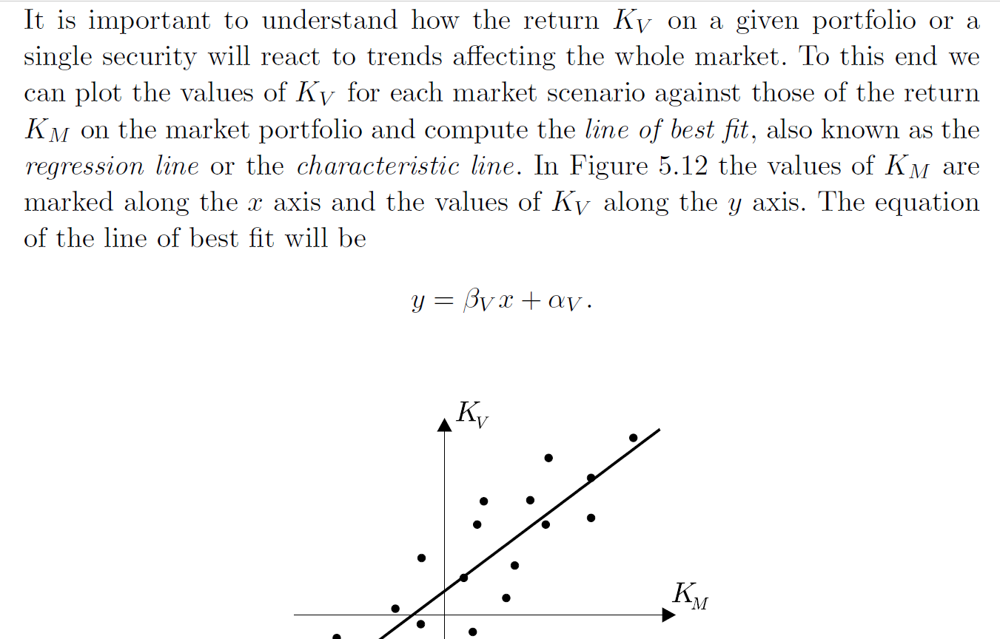 It is important to understand how the return K_V on a given portfolio or a
single security will react to trends affecting the whole market. To this end we
can plot the values of K_V for each market scenario against those of the return
K_M on the market portfolio and compute the line of best fit, also known as the
regression line or the characteristic line. In Figure 5.12 the values of K_M are
marked along the x axis and the values of K_V along the y axis. The equation
of the line of best fit will be
y = β_V x + α_V.
K_V
K_M